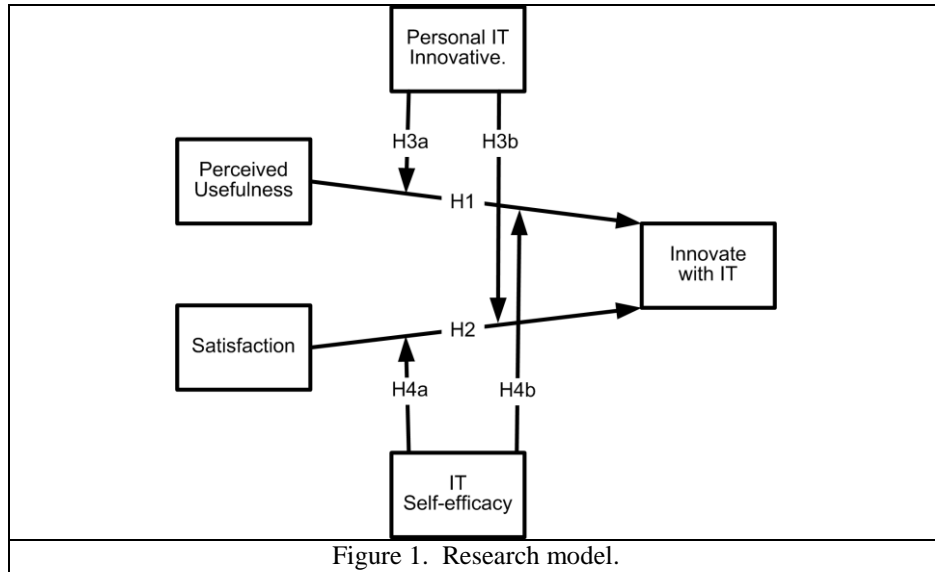 Personal IT
Innovative.
H3a
H3b
Perceived
Usefulness
H1
Innovate
with IT
Satisfaction
H2
H4a
H4b
IT
Self-efficacy
Figure 1. Research model.